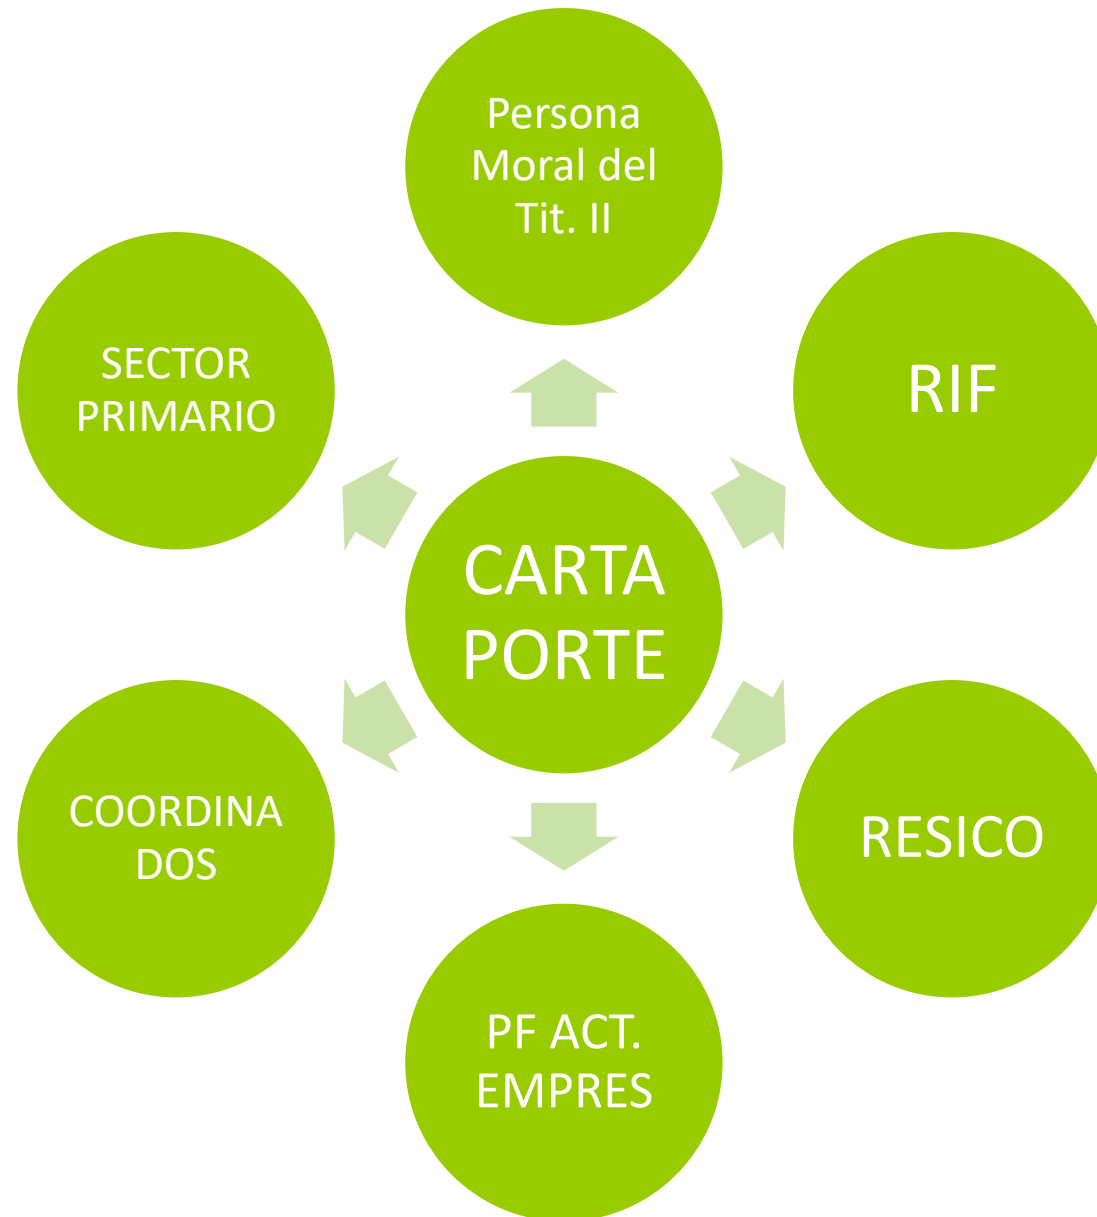 Persona
Moral del
Tit. II
RIF
RESICO
PF ACT.
EMPRES
COORDINA
DOS
SECTOR
PRIMARIO
CARTA
PORTE